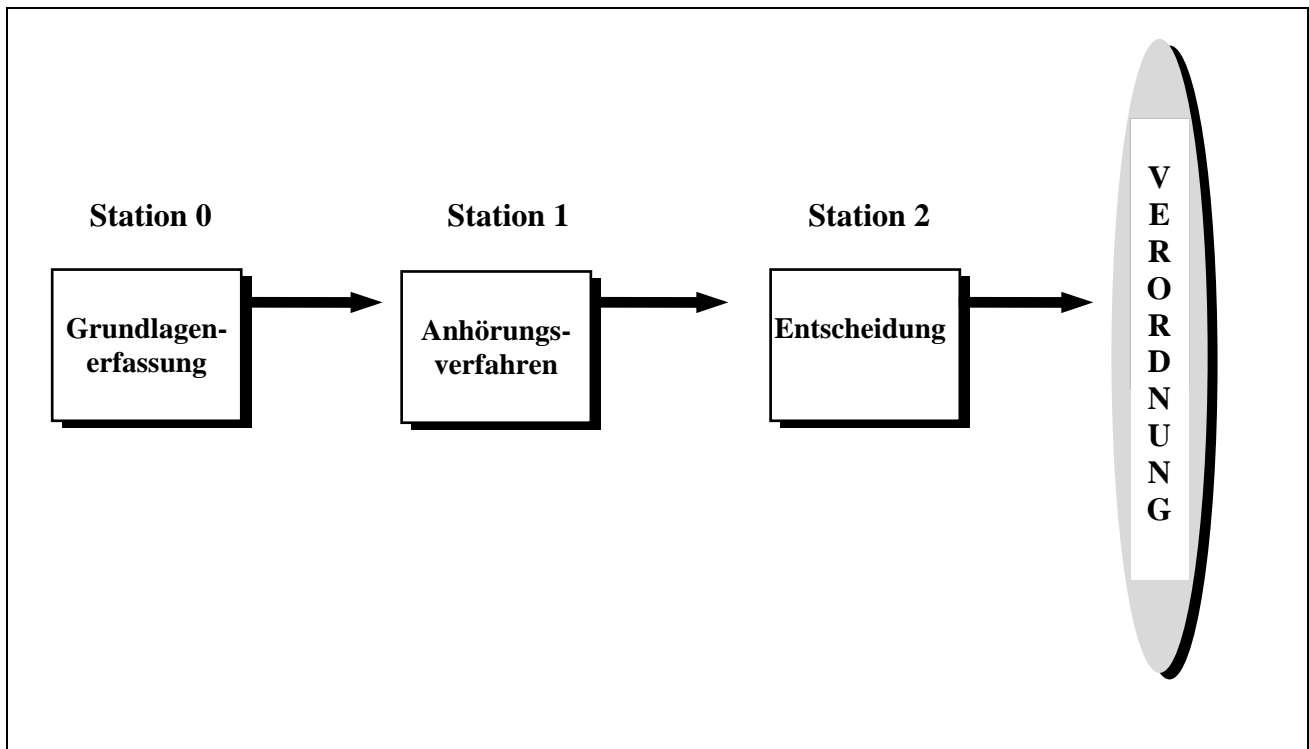 Station 0
Grundlagen-
erfassung
Station 1
Anhörungs-
verfahren
Station 2
Entscheidung
V
E
R
O
R
D
N
U
N
G